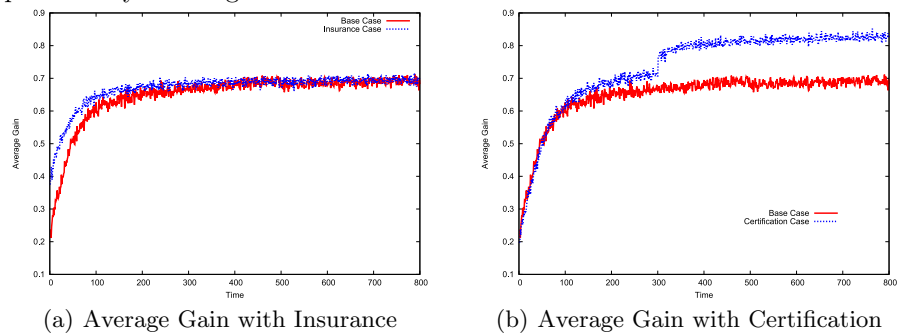 Base Case
Insurance Case
0.9
0.8
0.7
0.6
0.5
0.4
0.3
0.2
0.1
Average Gain
0 100 200 300 400 500 600 700 800
Time
(a) Average Gain with Insurance
0.9
0.8
0.7
0.6
0.5
0.4
0.3
0.2
0.1
Average Gain
Base Case
Certification Case
0 100 200 300 400 500 600 700 800
Time
(b) Average Gain with Certification